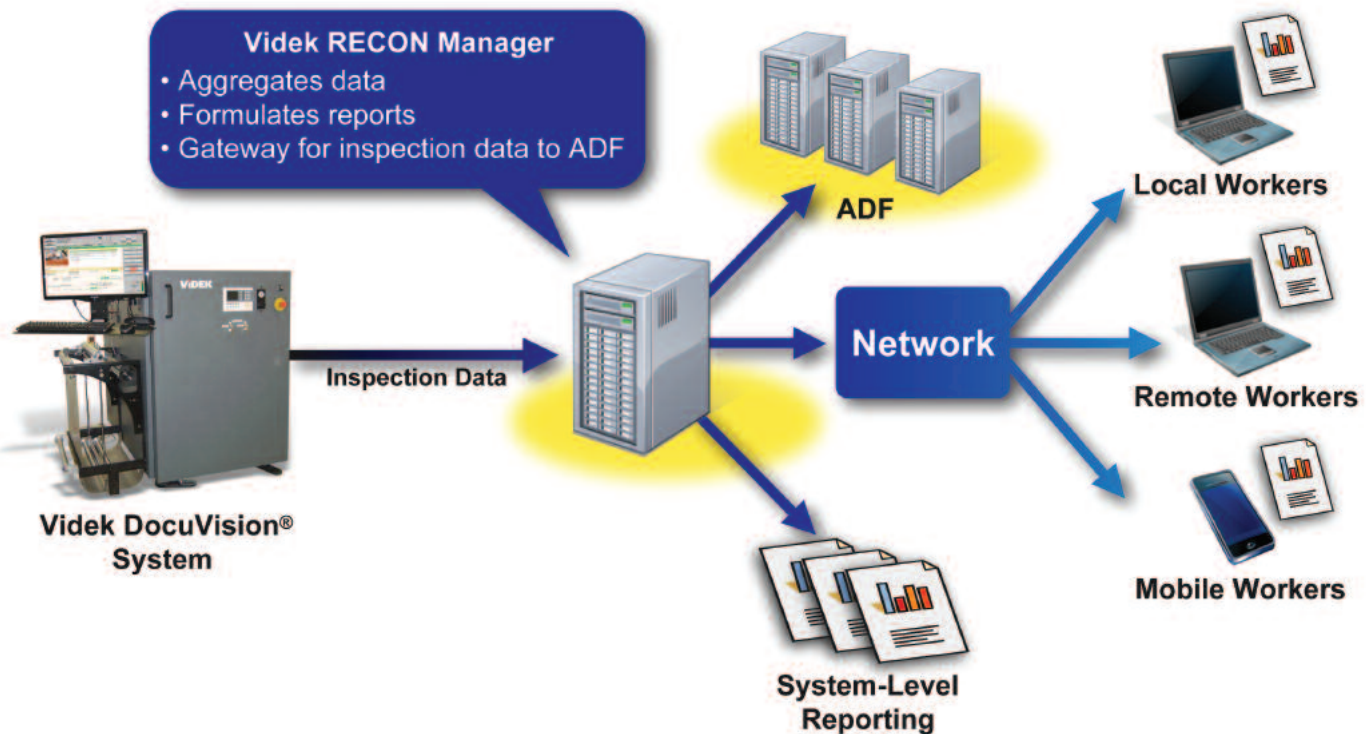 Videk RECON Manager
• Aggregates data
• Formulates reports
• Gateway for inspection data to ADF
ADF
Local Workers
VIDEK
Inspection Data
Network
Remote Workers
Videk DocuVision®
System
Mobile Workers
System-Level
Reporting